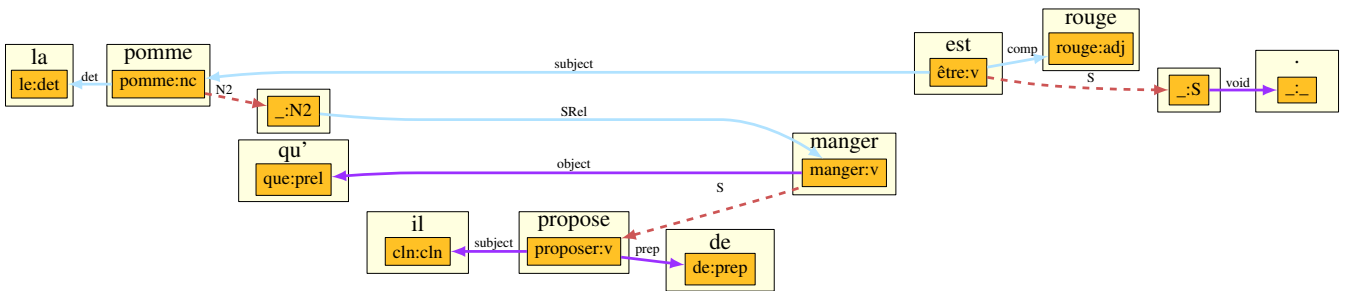 la
le:det
det
pomme
pomme:nc
N2
_:N2
subject
SRel
qu'
que:prel
object
il
cln:cln
subject
propose
proposer:v
prep
de
de:prep
S
manger
manger:v
est
être:v
comp
rouge
rouge:adj
S
_:S
void
.
_:_